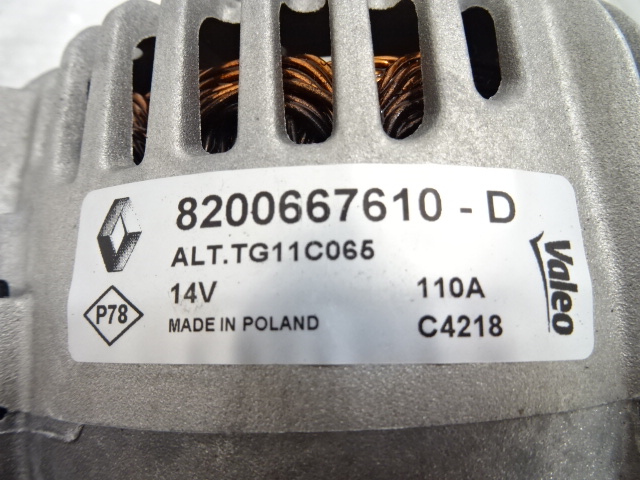 8200667610 - D
ALT.TG11C065
14V 110A
P78 MADE IN POLAND C4218
Valeo